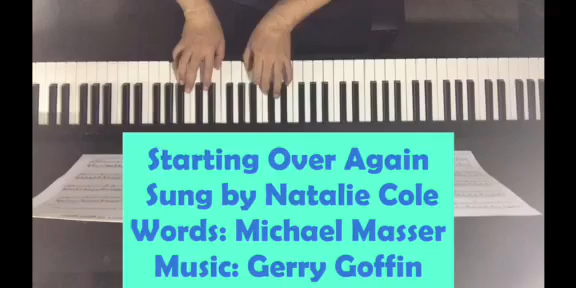 Starting Over Again
Sung by Natalie Cole
Words: Michael Masser
Music: Gerry Goffin